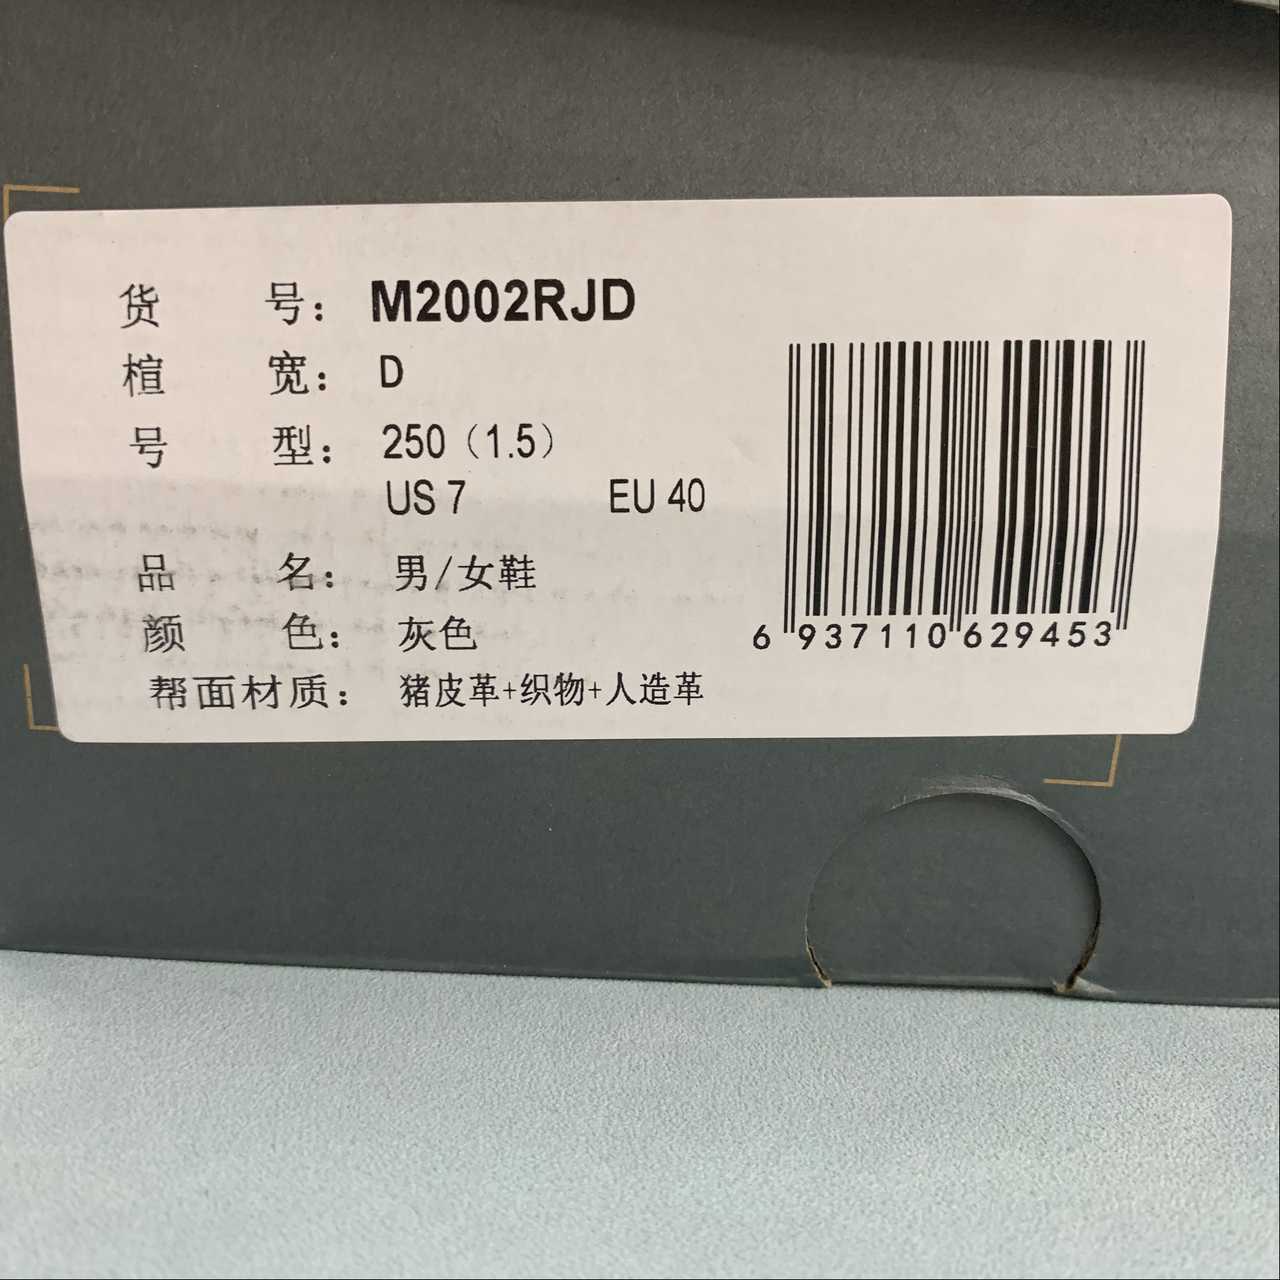 货 号： M2002RJD
楦 宽： D
号 型： 250（1.5）
US 7 EU 40
品 名： 男/女鞋
颜 色： 灰色
帮面材质： 猪皮革+织物+人造革
6 937110 629453